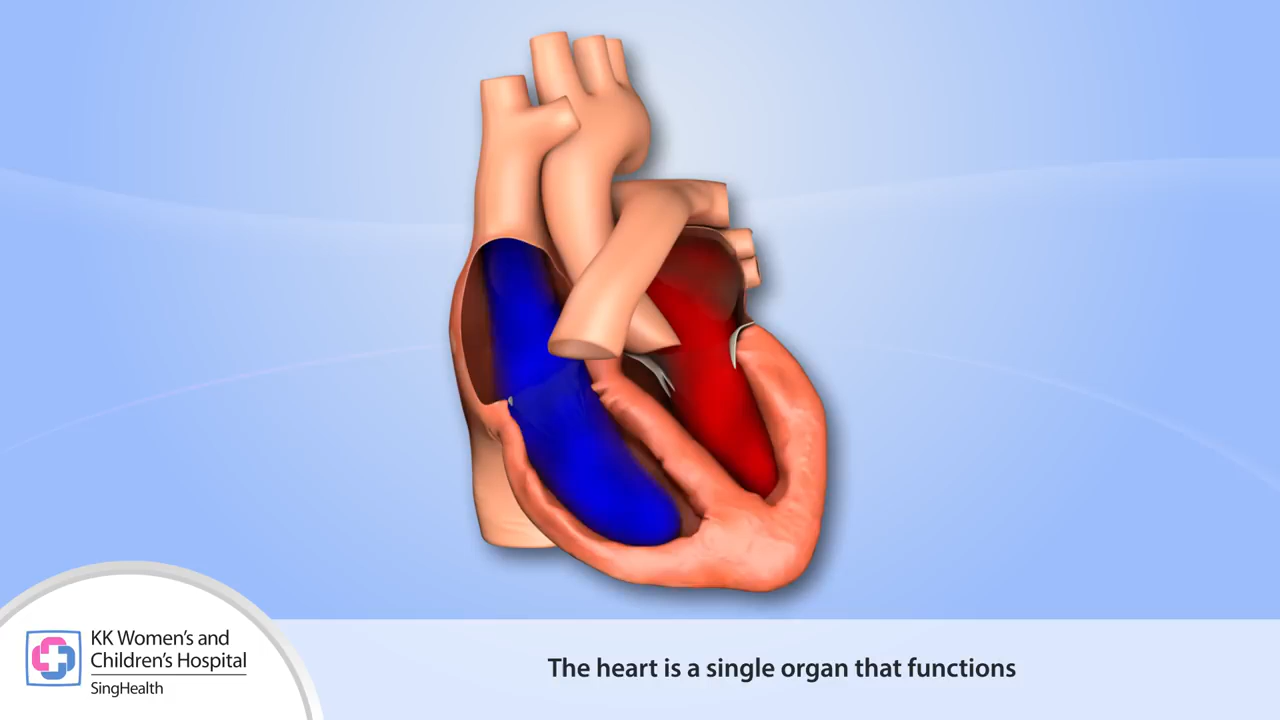 KK Women's and
Children's Hospital
SingHealth
The heart is a single organ that functions